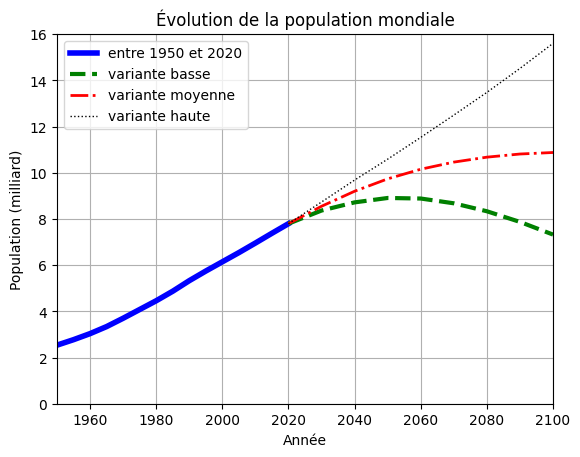 Évolution de la population mondiale
entre 1950 et 2020
variante basse
variante moyenne
variante haute
Population (milliard)
16
14
12
10
8
6
4
2
0
1960 1980 2000 2020 2040 2060 2080 2100
Année